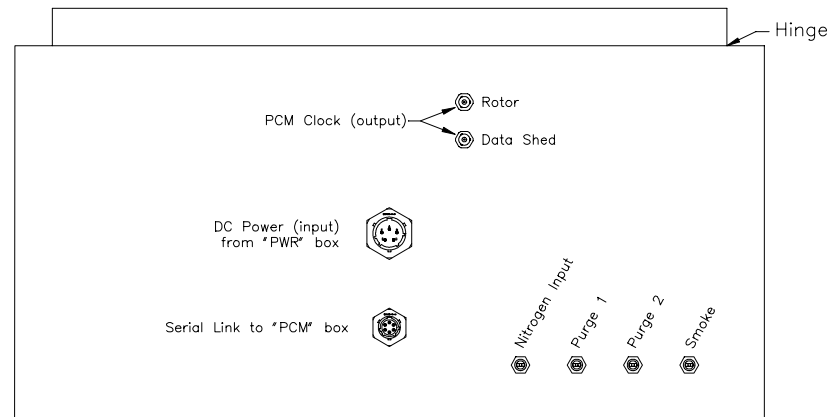 Hinge
Rotor
PCM Clock (output)
Data Shed
DC Power (input)
from "PWR" box
Serial Link to "PCM" box
Nitrogen Input
Purge 1
Purge 2
Smoke